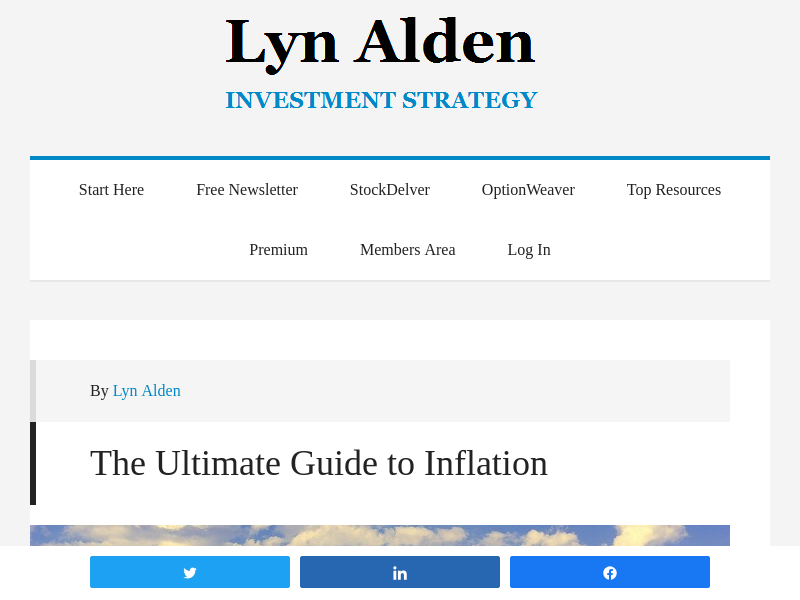 Lyn Alden
INVESTMENT STRATEGY
Start Here Free Newsletter StockDelver OptionWeaver Top Resources
Premium Members Area Log In
By Lyn Alden
The Ultimate Guide to Inflation